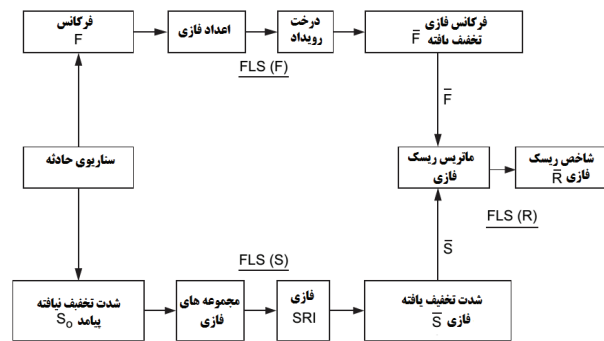 فرکانس
F
اعداد فازی
درخت
رویداد
فرکانس فازی
تخفیف یافته F̅
FLS (F)
F̅
سناریوی حادثه
ماتریس ریسک
فازی
شاخص ریسک
فازی R̅
FLS (R)
S̅
FLS (S)
شدت تخفیف نیافته
پیامد S₀
مجموعه های
فازی
فازی
SRI
شدت تخفیف یافته
فازی S̅